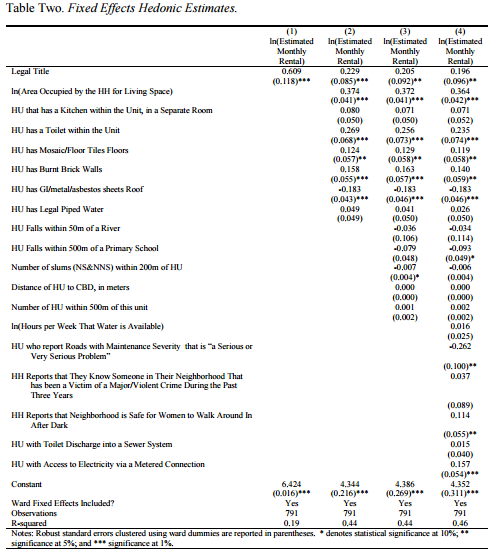 Table Two. Fixed Effects Hedonic Estimates.
(1) (2) (3) (4)
ln(Estimated ln(Estimated ln(Estimated ln(Estimated
Monthly Monthly Monthly Monthly
Rental) Rental) Rental) Rental)
Legal Title 0.609 0.229 0.205 0.196
(0.118)*** (0.085)*** (0.092)** (0.096)**
ln(Area Occupied by the HH for Living Space) 0.374 0.372 0.364
(0.041)*** (0.041)*** (0.042)***
HU that has a Kitchen within the Unit, in a Separate Room 0.080 0.071 0.071
(0.050) (0.050) (0.052)
HU has a Toilet within the Unit 0.269 0.256 0.235
(0.068)*** (0.073)*** (0.074)***
HU has Mosaic/Floor Tiles Floors 0.124 0.129 0.119
(0.057)** (0.058)** (0.058)**
HU has Burnt Brick Walls 0.158 0.163 0.140
(0.055)*** (0.057)*** (0.059)**
HU has GI/metal/asbestos sheets Roof -0.183 -0.183 -0.183
(0.043)*** (0.046)*** (0.046)***
HU has Legal Piped Water 0.049 0.041 0.026
(0.049) (0.050) (0.050)
HU Falls within 50m of a River -0.036 -0.034
(0.106) (0.114)
HU Falls within 500m of a Primary School -0.079 -0.093
(0.048) (0.049)*
Number of slums (NS&NNS) within 200m of HU -0.007 -0.006
(0.004)* (0.004)
Distance of HU to CBD, in meters 0.000 0.000
(0.000) (0.000)
Number of HU within 500m of this unit 0.001 0.002
(0.002) (0.002)
ln(Hours per Week That Water is Available) 0.016
(0.025)
HU who report Roads with Maintenance Severity that is "a Serious or -0.262
Very Serious Problem"
(0.100)**
HH Reports that They Know Someone in Their Neighborhood That 0.037
has been a Victim of a Major/Violent Crime During the Past
Three Years
(0.089)
HH Reports that Neighborhood is Safe for Women to Walk Around In 0.114
After Dark
(0.055)**
HU with Toilet Discharge into a Sewer System 0.015
(0.040)
HU with Access to Electricity via a Metered Connection 0.157
(0.054)***
Constant 6.424 4.344 4.386 4.352
(0.016)*** (0.216)*** (0.269)*** (0.311)***
Ward Fixed Effects Included? Yes Yes Yes Yes
Observations 791 791 791 791
R-squared 0.19 0.44 0.44 0.46
Notes: Robust standard errors clustered using ward dummies are reported in parentheses. * denotes statistical significance at 10%; **
significance at 5%; and *** significance at 1%.